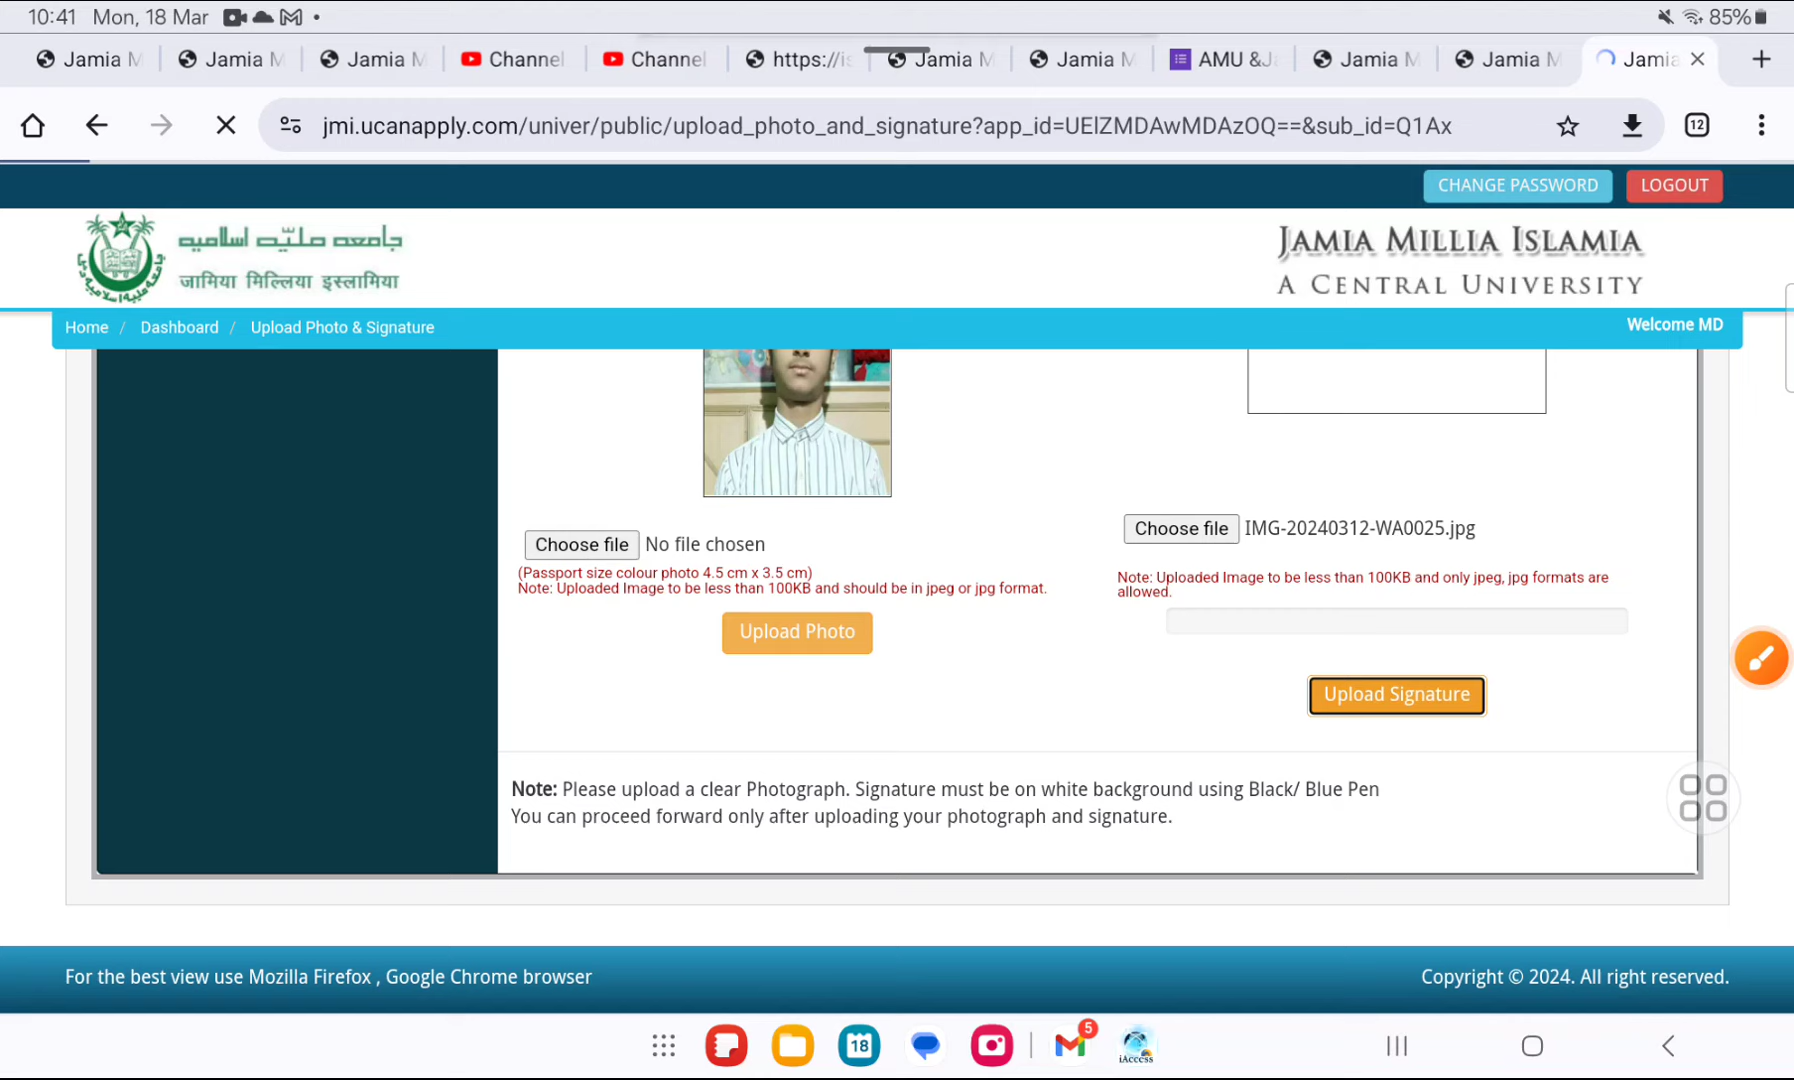 10:41 Mon, 18 Mar
85%
Jamia M
Jamia M
Jamia M
Channel
Channel
https://is
Jamia M
Jamia M
AMU &Ja
Jamia M
Jamia M
Jamia
jmi.ucanapply.com/univer/public/upload_photo_and_signature?app_id=UElZMDAwMDAzOQ==&sub_id=Q1Ax
12
CHANGE PASSWORD
LOGOUT
جامعہ ملیّہ اسلامیہ
जामिया मिल्लिया इस्लामिया
JAMIA MILLIA ISLAMIA
A CENTRAL UNIVERSITY
Home / Dashboard / Upload Photo & Signature
Welcome MD
Choose file No file chosen
(Passport size colour photo 4.5 cm x 3.5 cm)
Note: Uploaded Image to be less than 100KB and should be in jpeg or jpg format.
Upload Photo
Choose file IMG-20240312-WA0025.jpg
Note: Uploaded Image to be less than 100KB and only jpeg, jpg formats are
allowed.
Upload Signature
Note: Please upload a clear Photograph. Signature must be on white background using Black/ Blue Pen
You can proceed forward only after uploading your photograph and signature.
For the best view use Mozilla Firefox , Google Chrome browser
Copyright © 2024. All right reserved.
18
5
iAccess